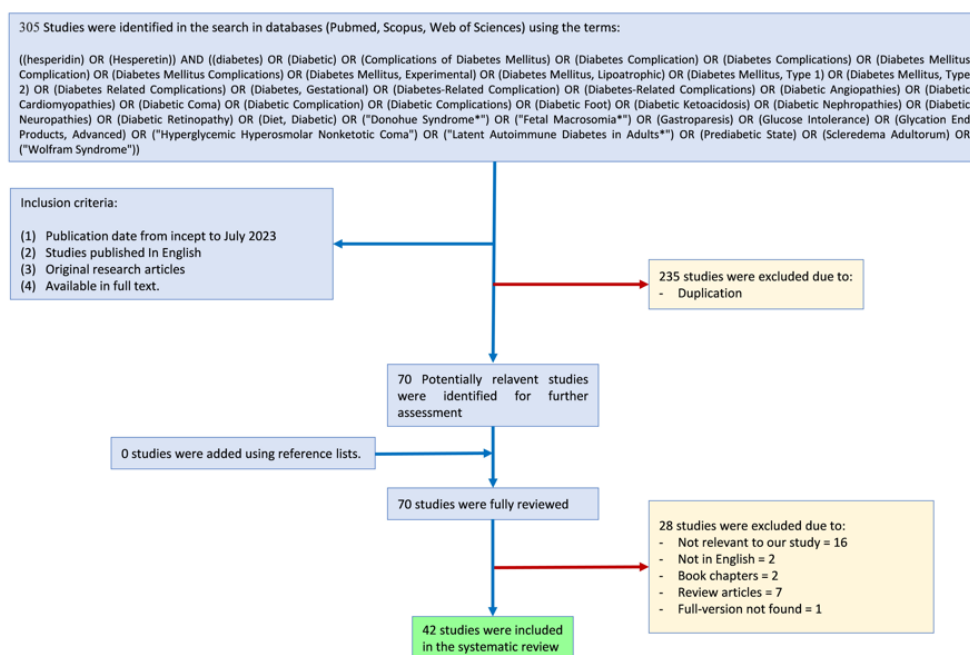 305 Studies were identified in the search in databases (Pubmed, Scopus, Web of Sciences) using the terms:
((hesperidin) OR (Hesperetin)) AND ((diabetes) OR (Diabetic) OR (Complications of Diabetes Mellitus) OR (Diabetes Complication) OR (Diabetes Complications) OR (Diabetes Mellitus
Complication) OR (Diabetes Mellitus Complications) OR (Diabetes Mellitus, Experimental) OR (Diabetes Mellitus, Lipoatrophic) OR (Diabetes Mellitus, Type 1) OR (Diabetes Mellitus, Type
2) OR (Diabetes Related Complications) OR (Diabetes, Gestational) OR (Diabetes-Related Complication) OR (Diabetes-Related Complications) OR (Diabetic Angiopathies) OR (Diabetic
Cardiomyopathies) OR (Diabetic Coma) OR (Diabetic Complication) OR (Diabetic Complications) OR (Diabetic Foot) OR (Diabetic Ketoacidosis) OR (Diabetic Nephropathies) OR (Diabetic
Neuropathies) OR (Diabetic Retinopathy) OR (Diet, Diabetic) OR ("Donohue Syndrome*") OR ("Fetal Macrosomia*") OR (Gastroparesis) OR (Glucose Intolerance) OR (Glycation End
Products, Advanced) OR ("Hyperglycemic Hyperosmolar Nonketotic Coma") OR ("Latent Autoimmune Diabetes in Adults*") OR (Prediabetic State) OR (Scleredema Adultorum) OR
("Wolfram Syndrome"))
Inclusion criteria:
(1) Publication date from incept to July 2023
(2) Studies published In English
(3) Original research articles
(4) Available in full text.
235 studies were excluded due to:
- Duplication
70 Potentially relavent studies
were identified for further
assessment
0 studies were added using reference lists.
70 studies were fully reviewed
28 studies were excluded due to:
- Not relevant to our study = 16
- Not in English = 2
- Book chapters = 2
- Review articles = 7
- Full-version not found = 1
42 studies were included
in the systematic review